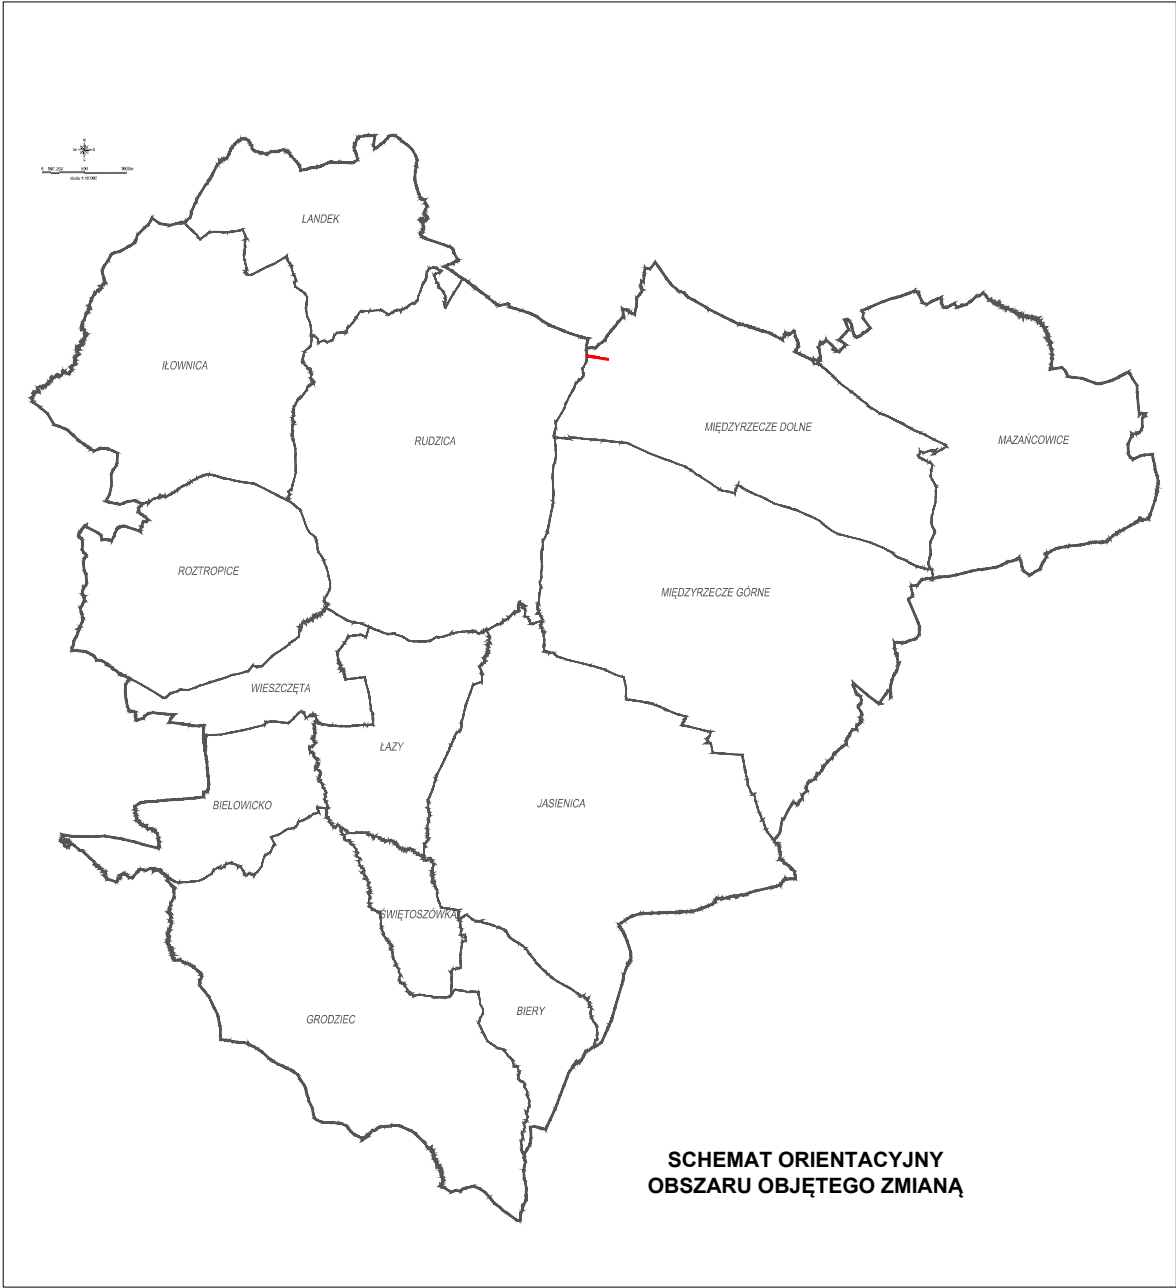 LANDEK
IŁOWNICA
RUDZICA
MIĘDZYRZECZE DOLNE
MAZAŃCOWICE
ROZTROPICE
MIĘDZYRZECZE GÓRNE
WIESZCZĘTA
ŁAZY
BIELOWICKO
JASIENICA
ŚWIĘTOSZÓWKA
BIERY
GRODZIEC
SCHEMAT ORIENTACYJNY
OBSZARU OBJĘTEGO ZMIANĄ